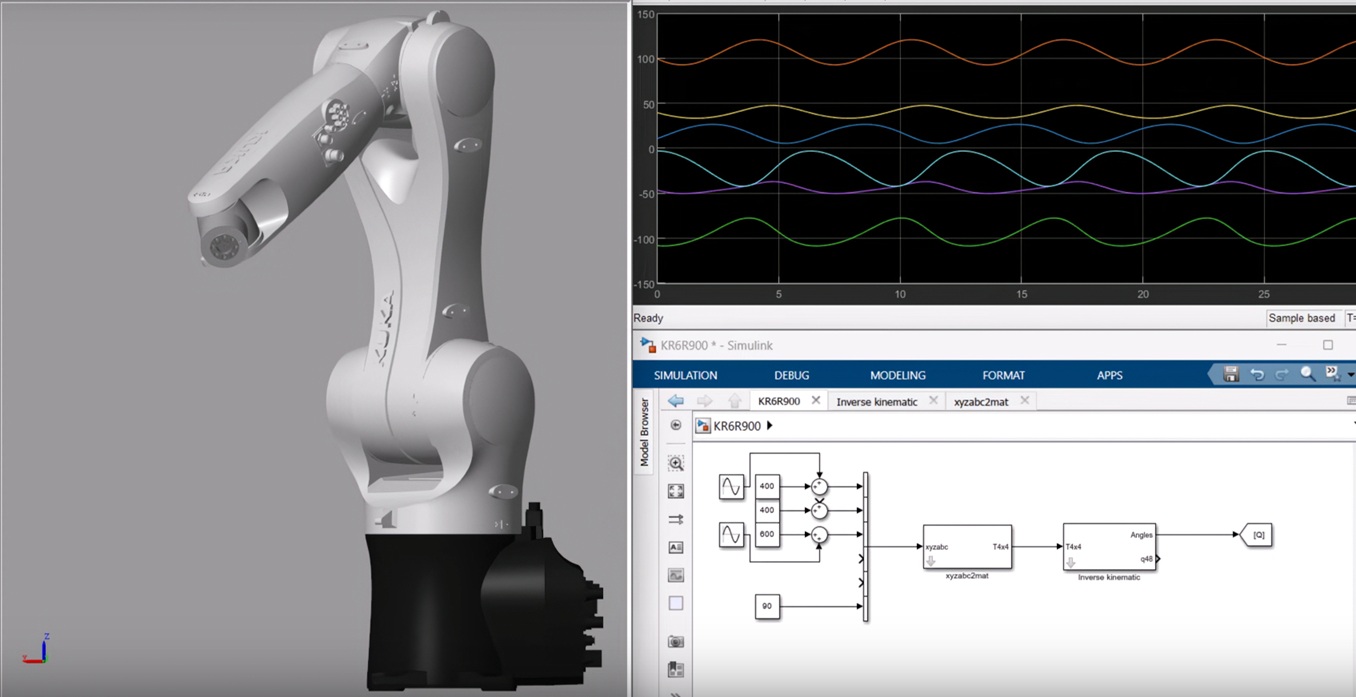 KUKA
KUKA
z
150
100
50
0
-50
-100
-150
0
5
10
15
20
25
Ready
Sample based
T=
KR6R900 * - Simulink
SIMULATION
DEBUG
MODELING
FORMAT
APPS
KR6R900
Inverse kinematic
xyzabc2mat
Model Browser
KR6R900
400
400
600
90
xyzabc
T4x4
xyzabc2mat
T4x4
Angles
q48
Inverse kinematic
[Q]